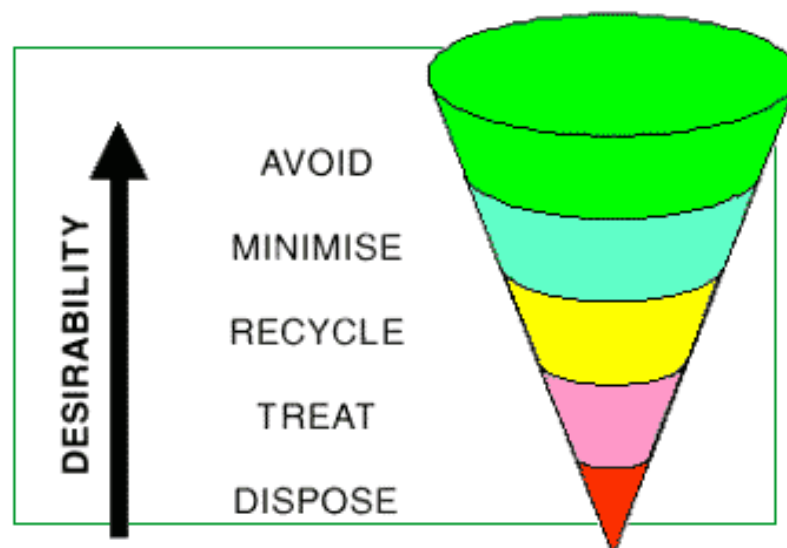 AVOID
MINIMISE
RECYCLE
TREAT
DISPOSE
DESIRABILITY